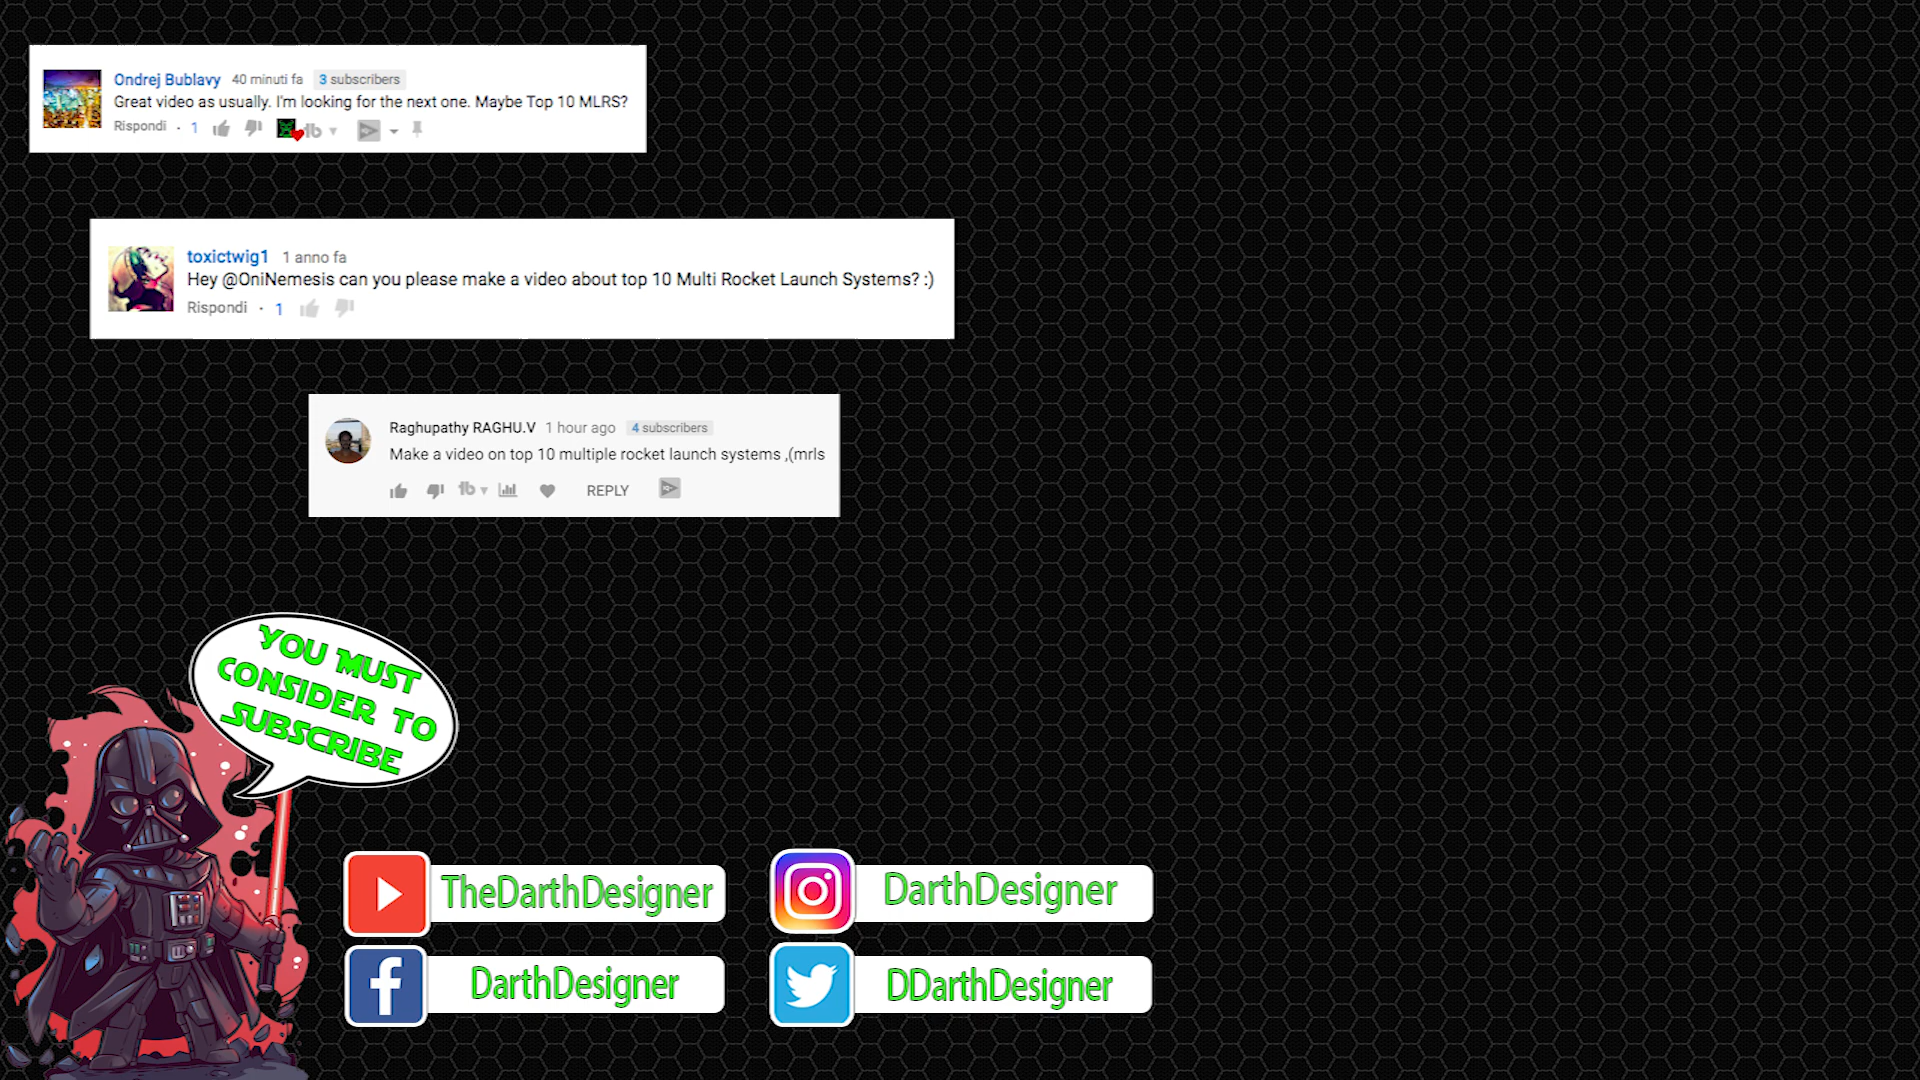 Ondrej Bublavy 40 minuti fa 3 subscribers
Great video as usually. I'm looking for the next one. Maybe Top 10 MLRS?
Rispondi · 1
toxictwig1 1 anno fa
Hey @OniNemesis can you please make a video about top 10 Multi Rocket Launch Systems? :)
Rispondi · 1
Raghupathy RAGHU.V 1 hour ago 4 subscribers
Make a video on top 10 multiple rocket launch systems ,(mrls
REPLY
YOU MUST
CONSIDER TO
SUBSCRIBE
TheDarthDesigner
DarthDesigner
DarthDesigner
DDarthDesigner